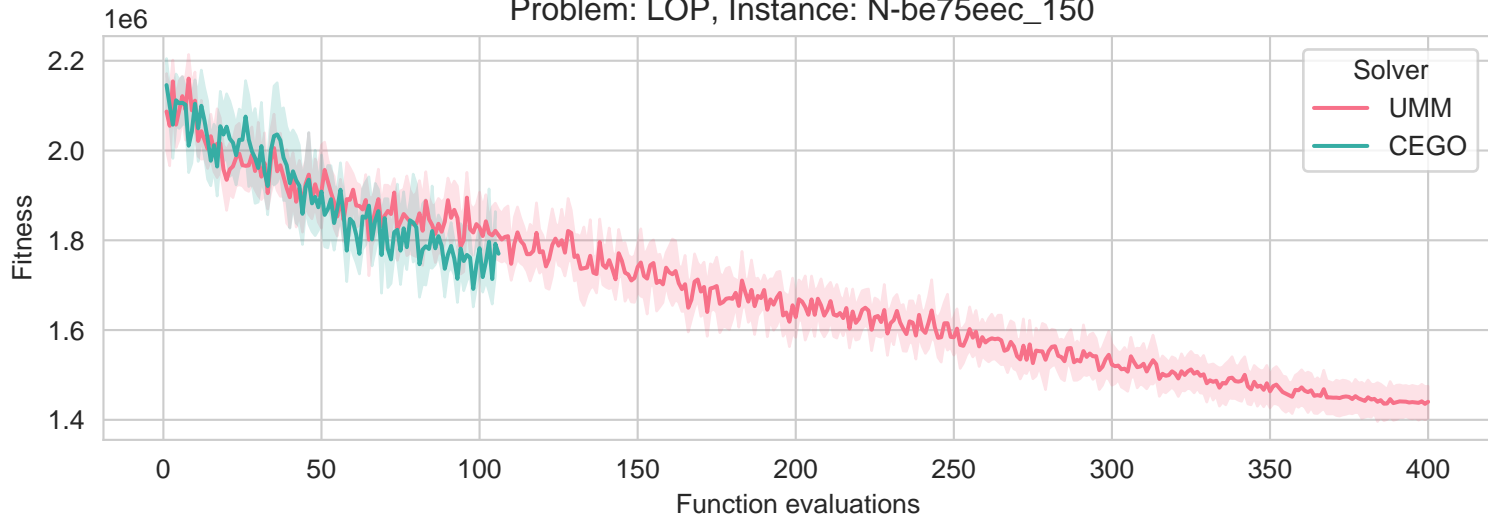 Problem: LOP, Instance: N-be75eec_150
1e6
2.2
2.0
1.8
1.6
1.4
Fitness
Solver
UMM
CEGO
0 50 100 150 200 250 300 350 400
Function evaluations